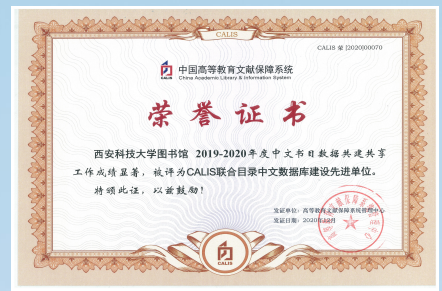 CALIS
CALIS 荣 [2020]00070
中国高等教育文献保障系统
China Academic Library & Information System
荣誉证书
西安科技大学图书馆 2019-2020年度中文书目数据共建共享
工作成绩显著，被评为CALIS联合目录中文数据库建设先进单位。
特颁此证，以兹鼓励！
发证单位：高等教育文献保障系统管理中心
发证日期：2020年12月
CALIS